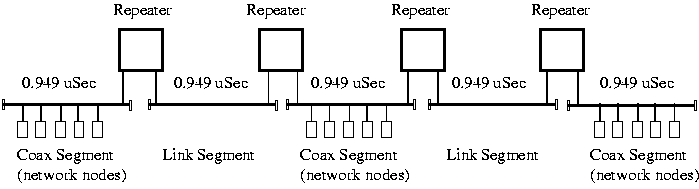 Repeater Repeater Repeater Repeater
0.949 uSec 0.949 uSec 0.949 uSec 0.949 uSec 0.949 uSec
Coax Segment Link Segment Coax Segment Link Segment Coax Segment
(network nodes) (network nodes) (network nodes)